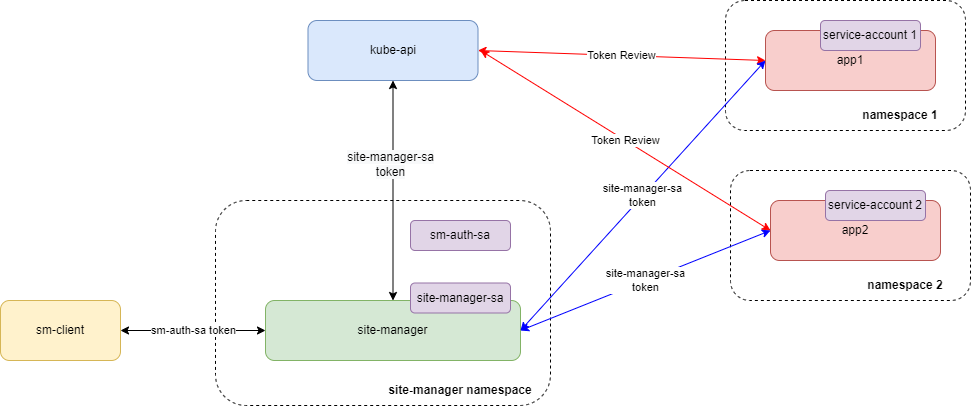 service-account 1
kube-api
Token Review
app1
namespace 1
Token Review
site-manager-sa
token
site-manager-sa
token
service-account 2
app2
sm-auth-sa
site-manager-sa
token
namespace 2
site-manager-sa
sm-client
sm-auth-sa token
site-manager
site-manager namespace